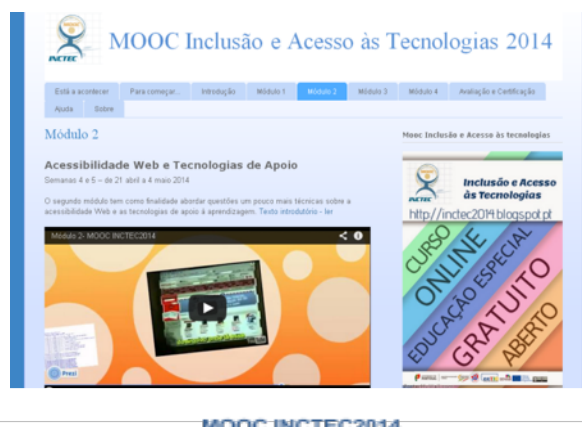 INCTEC
MOOC Inclusão e Acesso às Tecnologias 2014
Está a acontecer Para começar... Introdução Módulo 1 Módulo 2 Módulo 3 Módulo 4 Avaliação e Certificação
Ajuda Sobre
Módulo 2
Acessibilidade Web e Tecnologias de Apoio
Semanas 4 e 5 – de 21 abril a 4 maio 2014
O segundo módulo tem como finalidade abordar questões um pouco mais técnicas sobre a
acessibilidade Web e as tecnologias de apoio à aprendizagem. Texto introdutório - ler
Módulo 2- MOOC INCTEC2014
Prezi
Mooc Inclusão e Acesso às tecnologias
Inclusão e Acesso
às Tecnologias
http://inctec2014.blogspot.pt
CURSO
ONLINE
EDUCAÇÃO ESPECIAL
GRATUITO
ABERTO
MOOC INCTEC2014